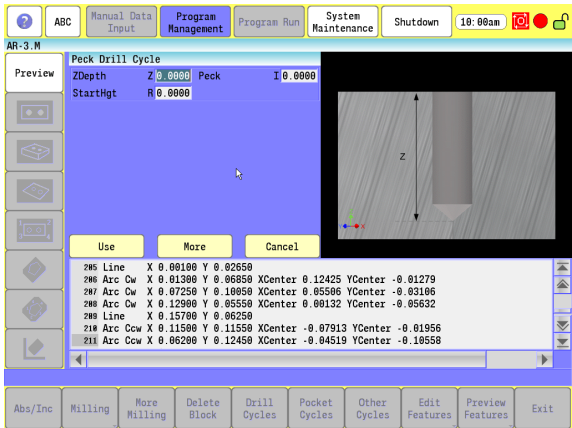 ?
ABC
Manual Data
Input
Program
Management
Program Run
System
Maintenance
Shutdown
10:00am
AR-3.M
Preview
Peck Drill Cycle
ZDepth Z 0.0000 Peck I 0.0000
StartHgt R 0.0000
Z
X
Use More Cancel
205 Line X 0.00100 Y 0.02650
206 Arc Cw X 0.01300 Y 0.06850 XCenter 0.12425 YCenter -0.01279
207 Arc Cw X 0.07250 Y 0.10050 XCenter 0.05506 YCenter -0.03106
208 Arc Cw X 0.12900 Y 0.05550 XCenter 0.00132 YCenter -0.05632
209 Line X 0.15700 Y 0.06250
210 Arc Ccw X 0.11500 Y 0.11550 XCenter -0.07913 YCenter -0.01956
211 Arc Ccw X 0.06200 Y 0.12450 XCenter -0.04519 YCenter -0.10558
Abs/Inc
Milling
More
Milling
Delete
Block
Drill
Cycles
Pocket
Cycles
Other
Cycles
Edit
Features
Preview
Features
Exit